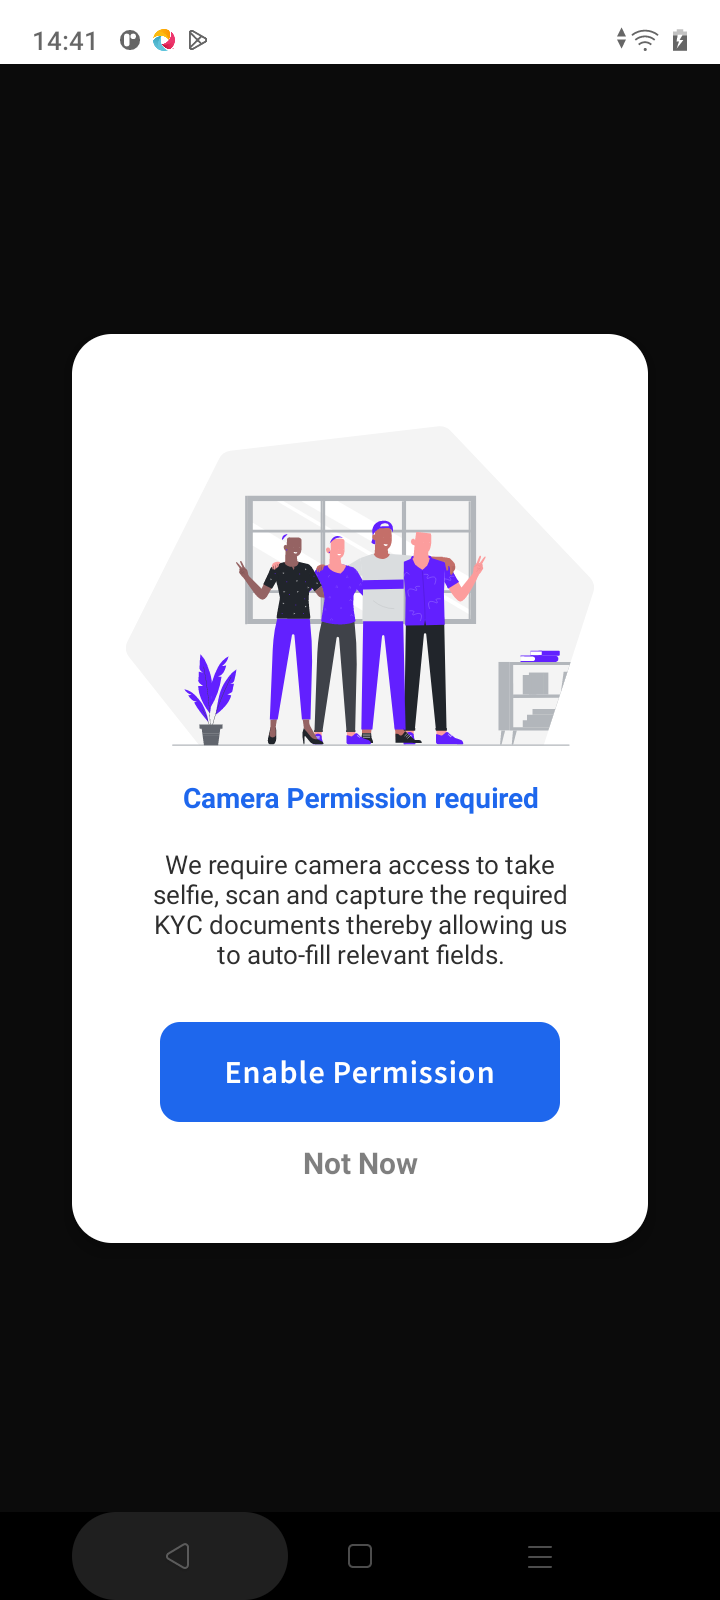 14:41
Camera Permission required
We require camera access to take
selfie, scan and capture the required
KYC documents thereby allowing us
to auto-fill relevant fields.
Enable Permission
Not Now